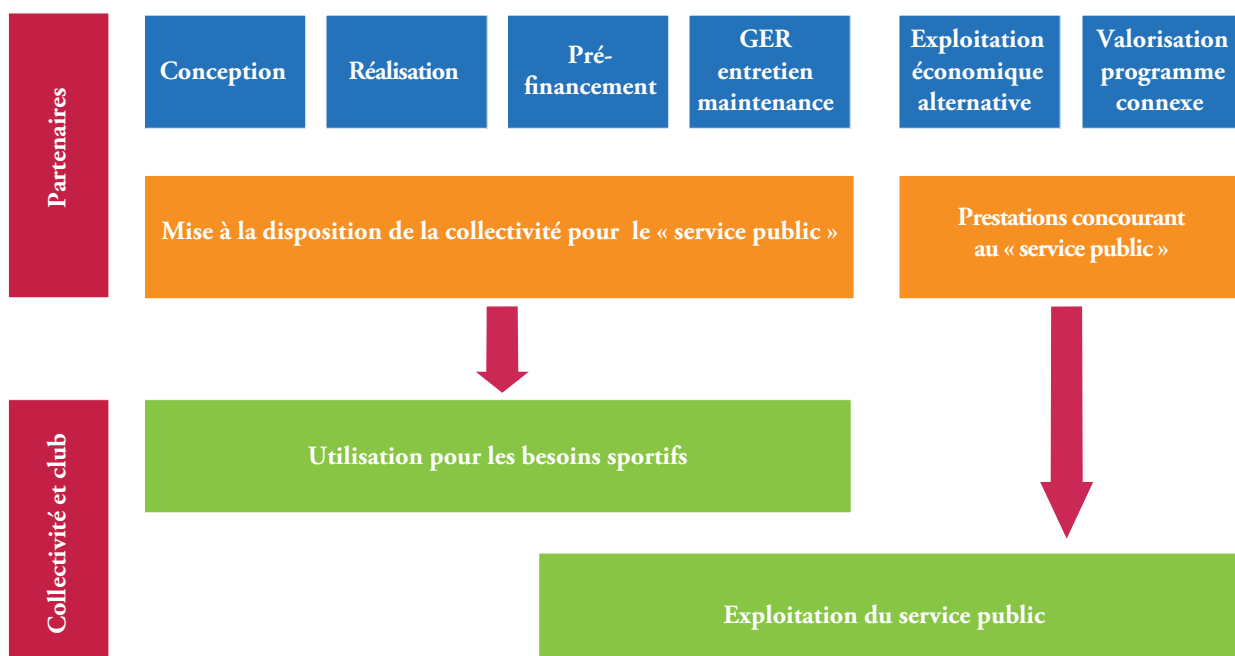 Partenaires
Conception
Réalisation
Pré-
financement
GER
entretien
maintenance
Exploitation
économique
alternative
Valorisation
programme
connexe
Mise à la disposition de la collectivité pour le « service public »
Prestations concourant
au « service public »
Collectivité et club
Utilisation pour les besoins sportifs
Exploitation du service public